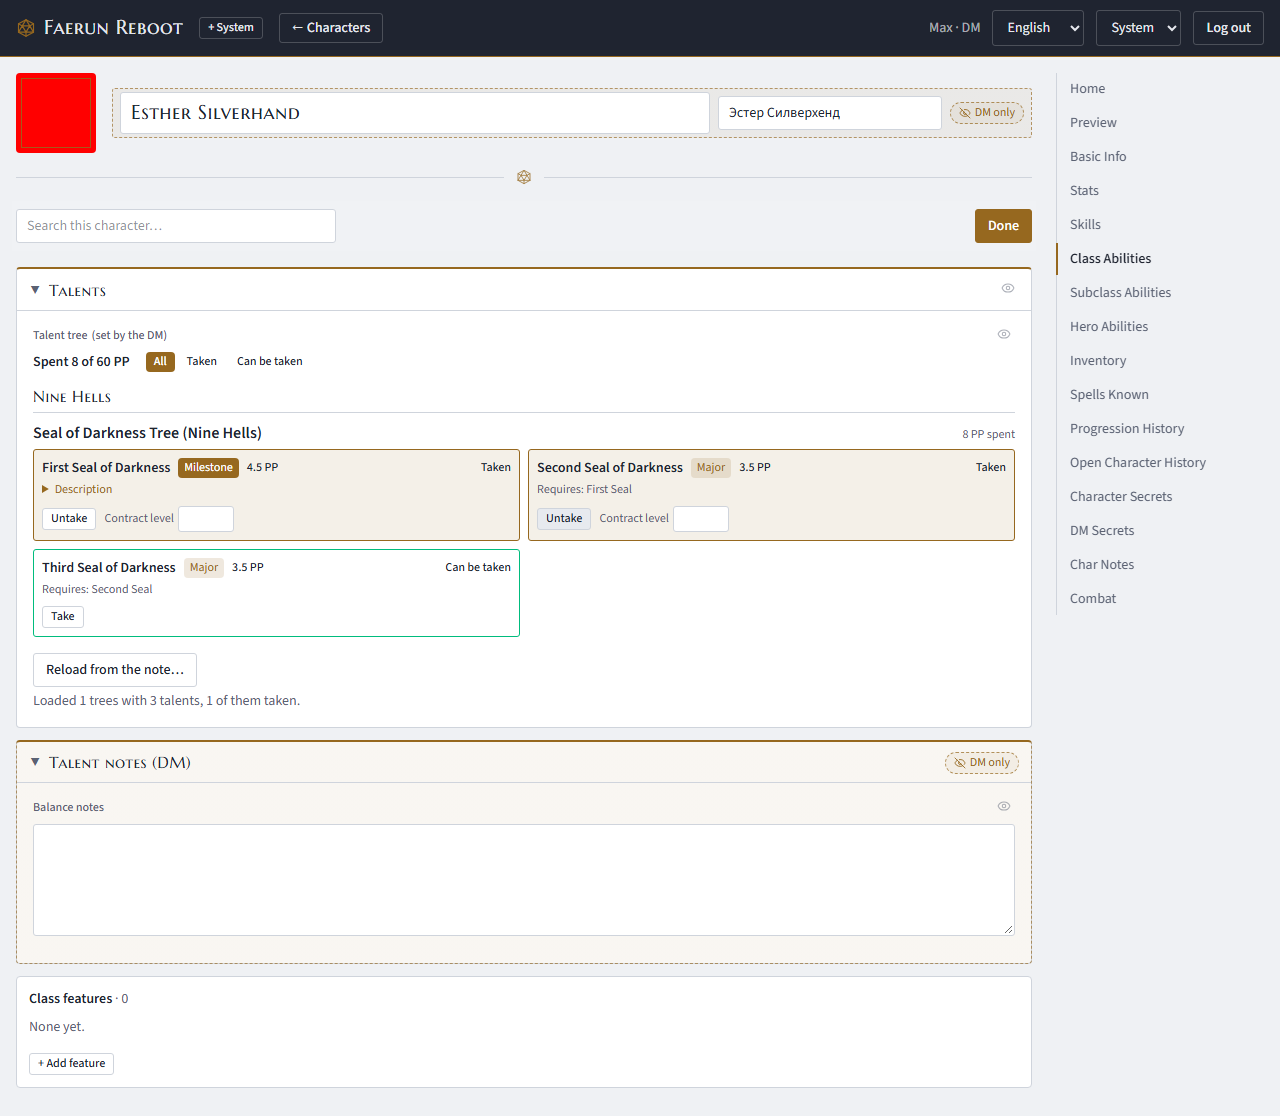 Faerun Reboot
+ System
← Characters
Max · DM
English
System
Log out
Esther Silverhand
Эстер Силверхенд
DM only
Search this character…
Done
Home
Preview
Basic Info
Stats
Skills
Class Abilities
Subclass Abilities
Hero Abilities
Inventory
Spells Known
Progression History
Open Character History
Character Secrets
DM Secrets
Char Notes
Combat
Talents
Talent tree (set by the DM)
Spent 8 of 60 PP
All
Taken
Can be taken
Nine Hells
Seal of Darkness Tree (Nine Hells)
8 PP spent
First Seal of Darkness Milestone 4.5 PP Taken
Description
Untake Contract level
Second Seal of Darkness Major 3.5 PP Taken
Requires: First Seal
Untake Contract level
Third Seal of Darkness Major 3.5 PP Can be taken
Requires: Second Seal
Take
Reload from the note…
Loaded 1 trees with 3 talents, 1 of them taken.
Talent notes (DM)
DM only
Balance notes
Class features · 0
None yet.
+ Add feature